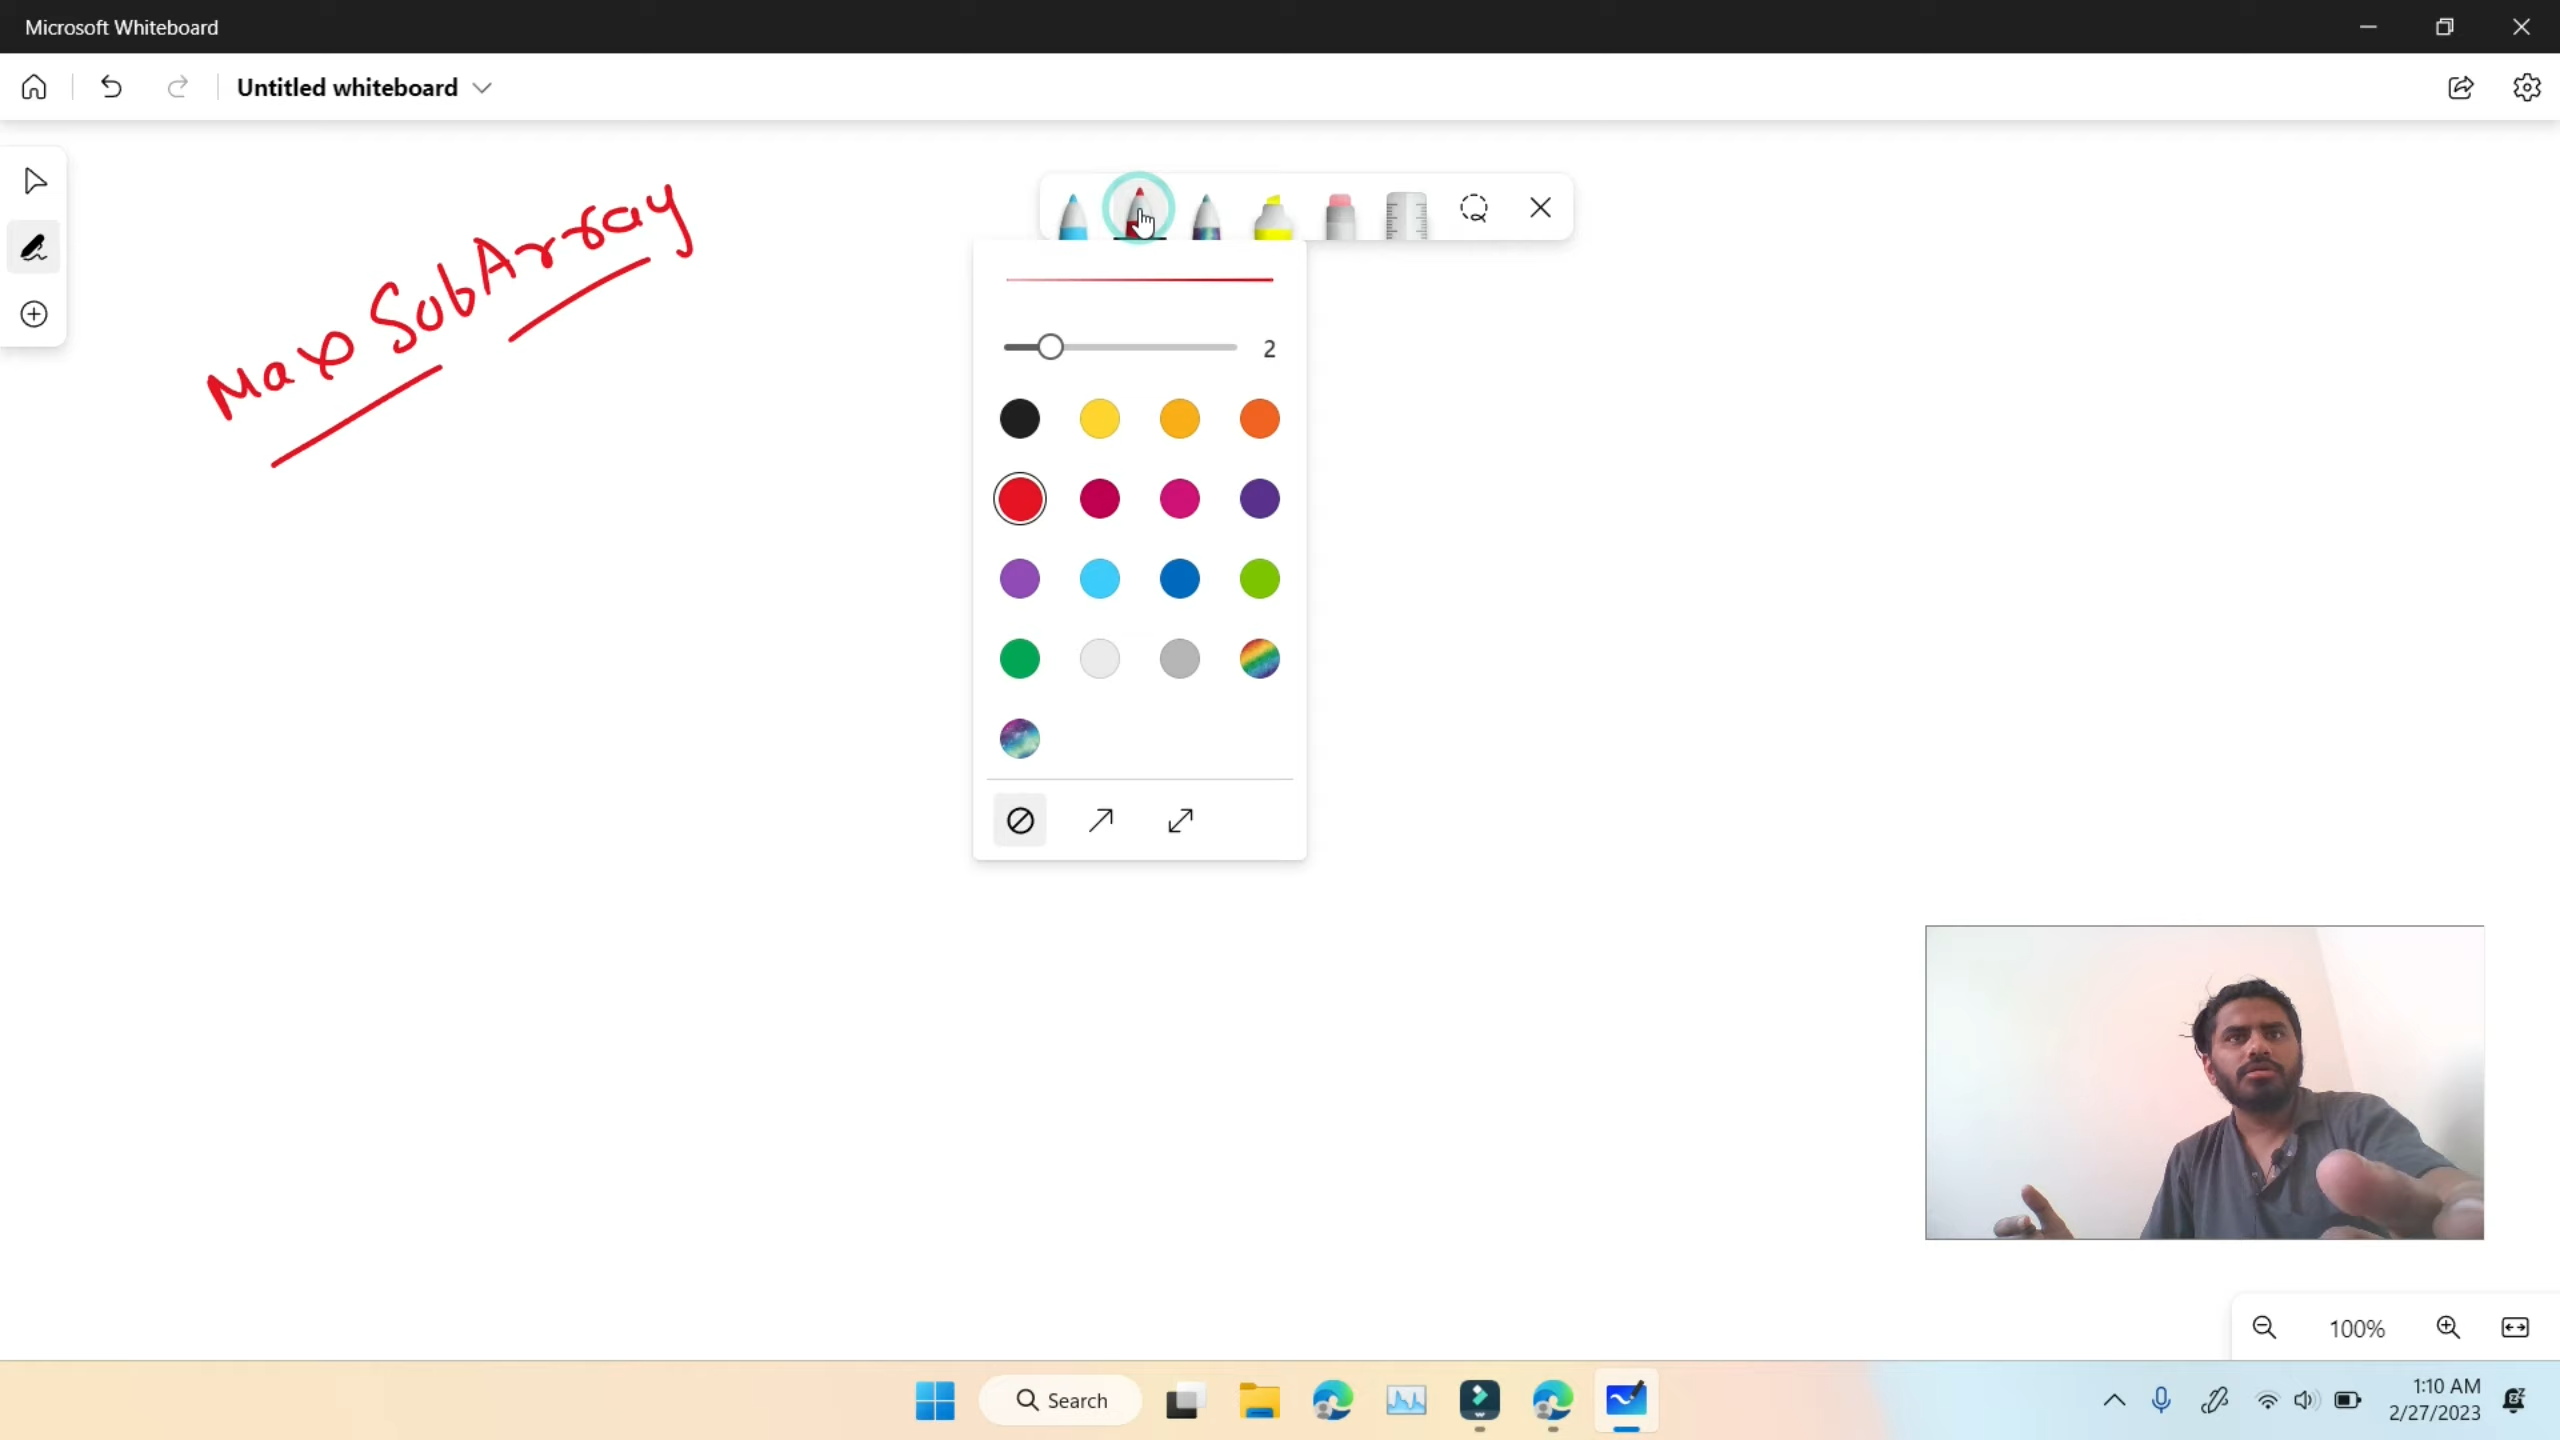 Microsoft Whiteboard
Untitled whiteboard
Max SubArray
2
100%
Search
1:10 AM
2/27/2023